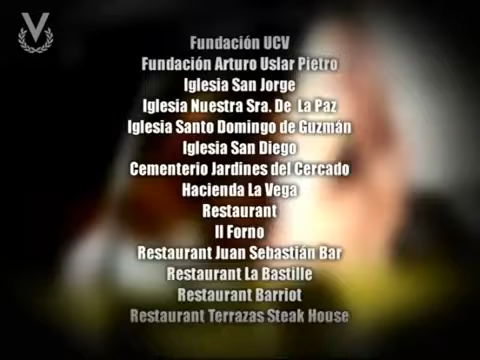 V
Fundación UCV
Fundación Arturo Uslar Pietro
Iglesia San Jorge
Iglesia Nuestra Sra. De La Paz
Iglesia Santo Domingo de Guzmán
Iglesia San Diego
Cementerio Jardines del Cercado
Hacienda La Vega
Restaurant
Il Forno
Restaurant Juan Sebastián Bar
Restaurant La Bastille
Restaurant Barriot
Restaurant Terrazas Steak House